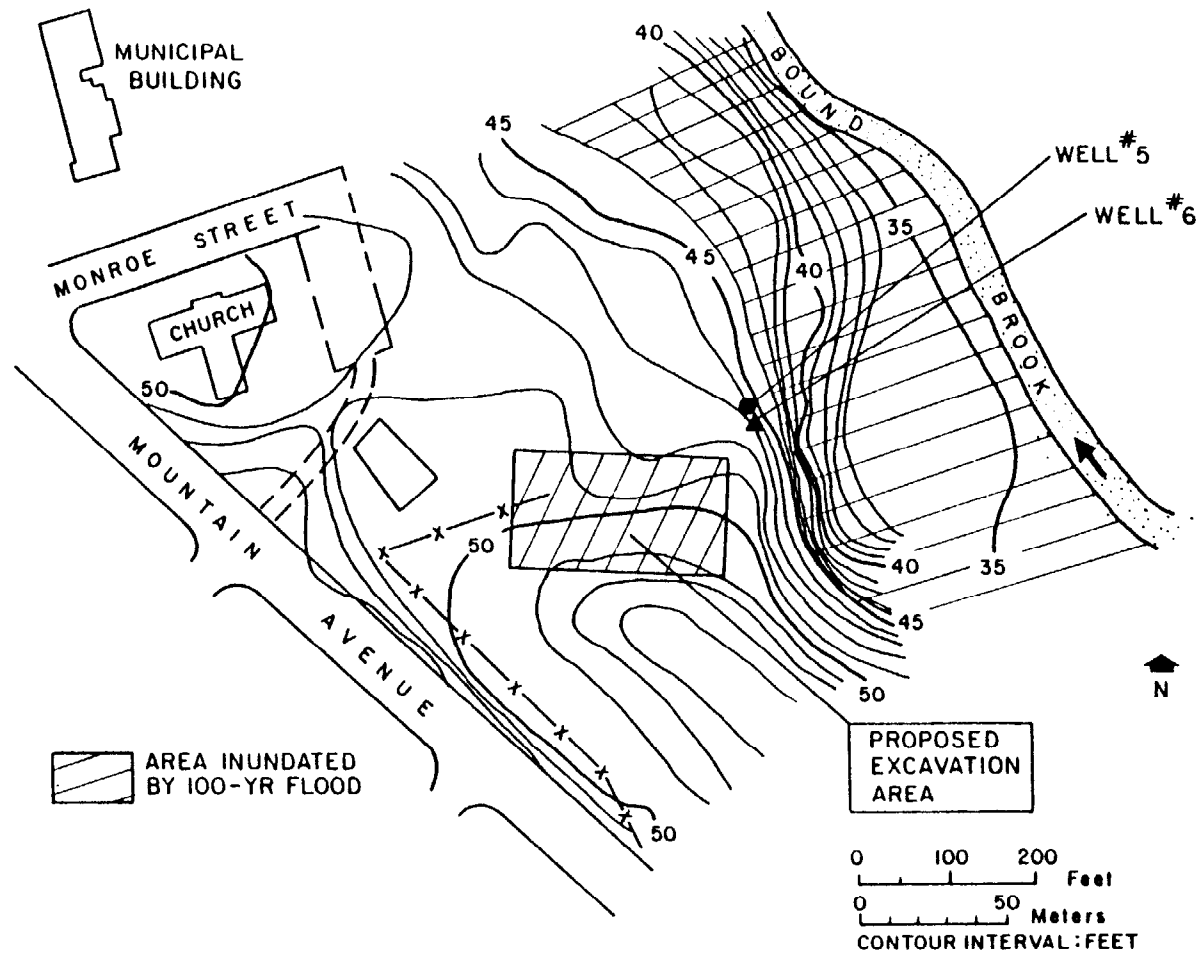 MUNICIPAL
BUILDING
40
BOUND
45
WELL #5
WELL #6
MONROE STREET
45
35
40
CHURCH
BROOK
50
MOUNTAIN
50
40
35
45
AVENUE
N
50
PROPOSED
EXCAVATION
AREA
AREA INUNDATED
BY 100-YR FLOOD
50
0 100 200
Feet
0 50
Meters
CONTOUR INTERVAL : FEET